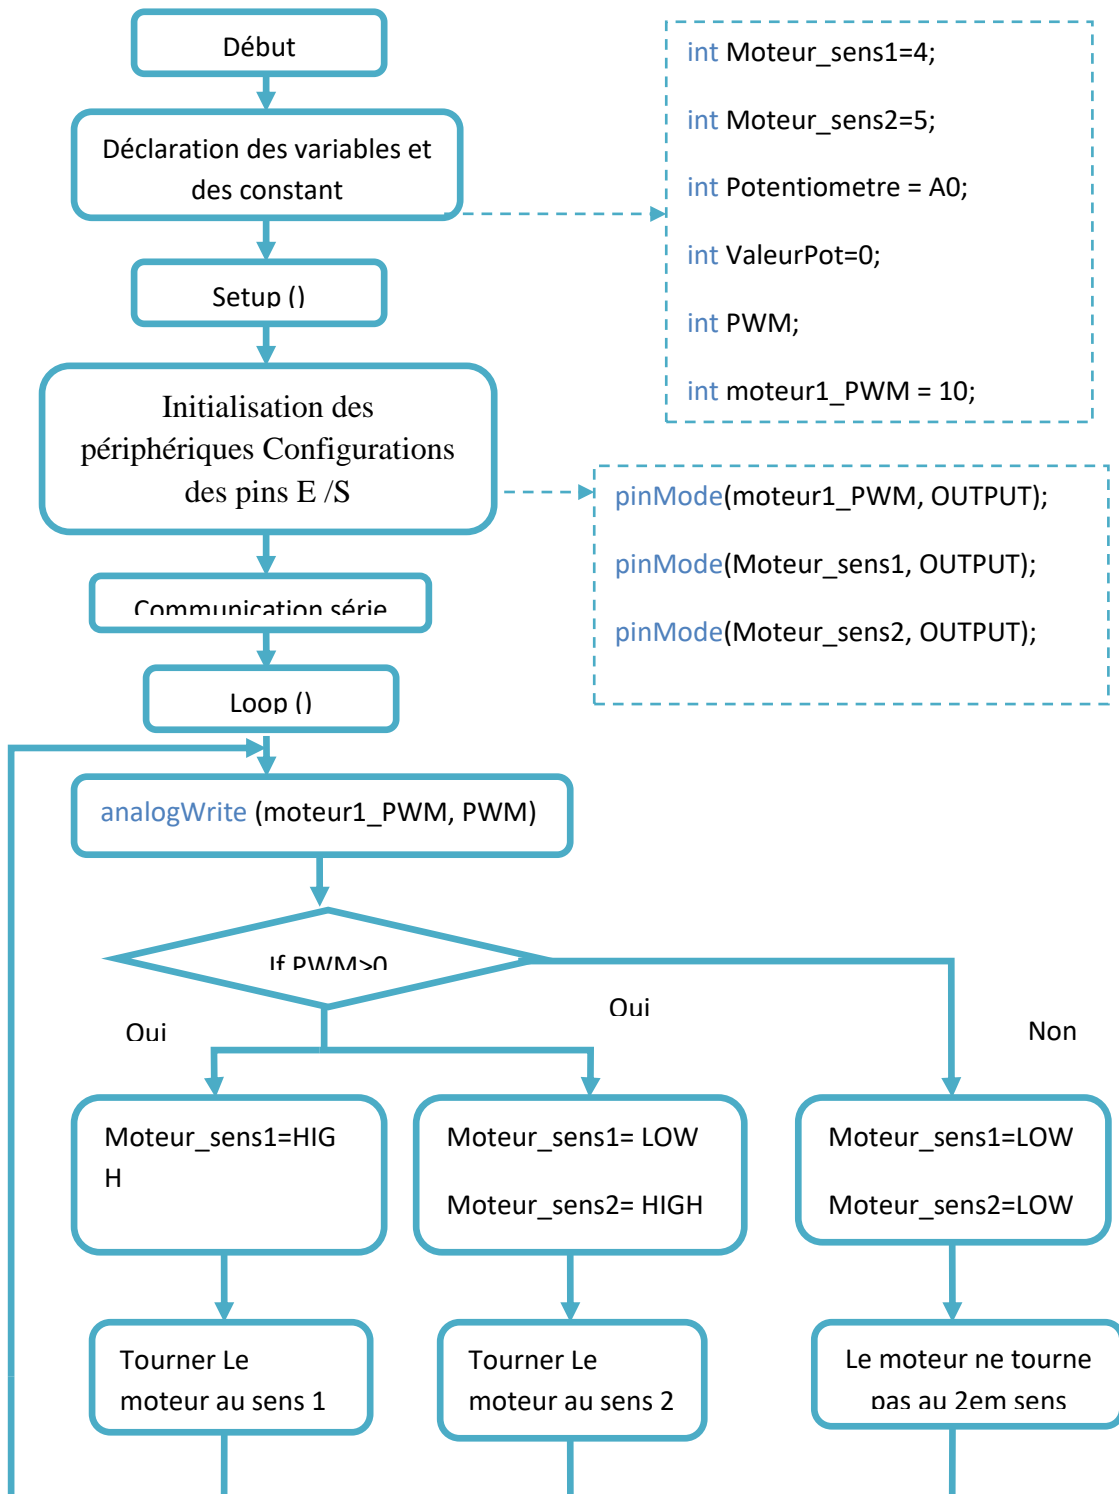 Début
int Moteur_sens1=4;
int Moteur_sens2=5;
int Potentiometre = A0;
int ValeurPot=0;
int PWM;
int moteur1_PWM = 10;
Déclaration des variables et
des constant
Setup ()
Initialisation des
périphériques Configurations
des pins E /S
pinMode(moteur1_PWM, OUTPUT);
pinMode(Moteur_sens1, OUTPUT);
pinMode(Moteur_sens2, OUTPUT);
Communication série
Loop ()
analogWrite (moteur1_PWM, PWM)
If PWM>0
Oui
Oui
Non
Moteur_sens1=HIG
H
Moteur_sens1= LOW
Moteur_sens2= HIGH
Moteur_sens1=LOW
Moteur_sens2=LOW
Tourner Le
moteur au sens 1
Tourner Le
moteur au sens 2
Le moteur ne tourne
pas au 2em sens